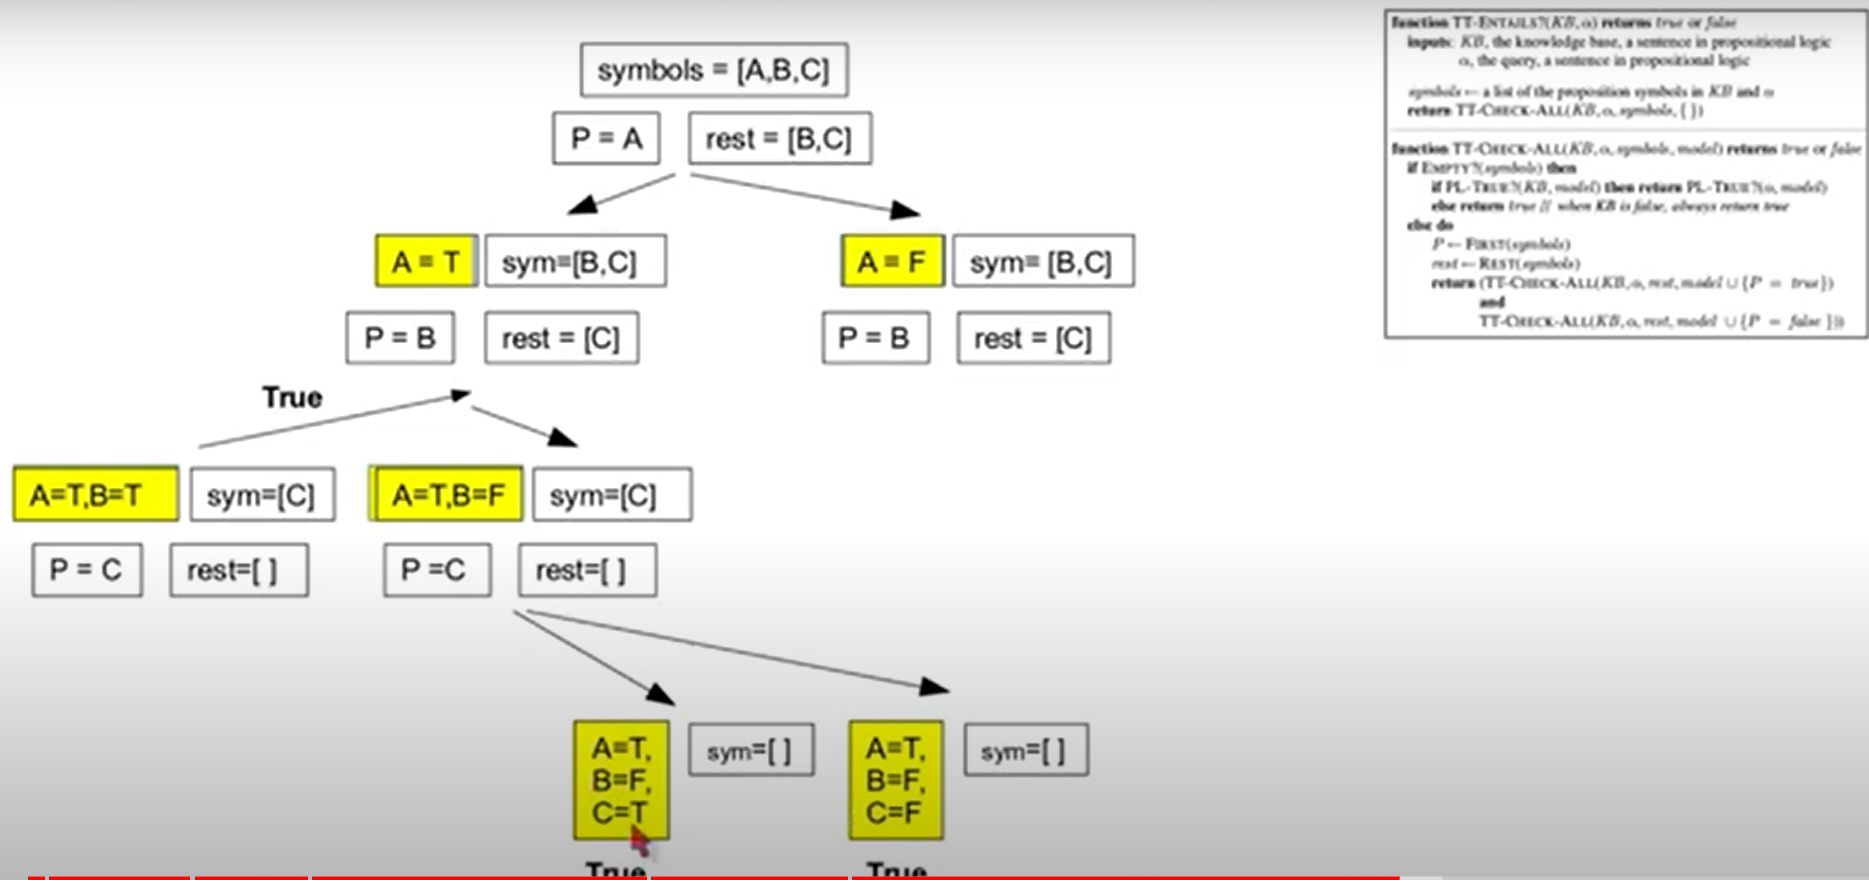 symbols = [A,B,C]
P = A
rest = [B,C]
A = T
sym=[B,C]
A = F
sym= [B,C]
P = B
rest = [C]
P = B
rest = [C]
True
A=T,B=T
sym=[C]
A=T,B=F
sym=[C]
P = C
rest=[ ]
P =C
rest=[ ]
A=T,
B=F,
C=T
sym=[ ]
A=T,
B=F,
C=F
sym=[ ]
True
True
function TT-ENTAILS?(KB, α) returns true or false
inputs: KB, the knowledge base, a sentence in propositional logic
α, the query, a sentence in propositional logic
symbols ← a list of the proposition symbols in KB and α
return TT-CHECK-ALL(KB, α, symbols, { })
function TT-CHECK-ALL(KB, α, symbols, model) returns true or false
if EMPTY?(symbols) then
if PL-TRUE?(KB, model) then return PL-TRUE?(α, model)
else return true // when KB is false, always return true
else do
P ← FIRST(symbols)
rest ← REST(symbols)
return (TT-CHECK-ALL(KB, α, rest, model ∪ {P = true})
and
TT-CHECK-ALL(KB, α, rest, model ∪ {P = false }))